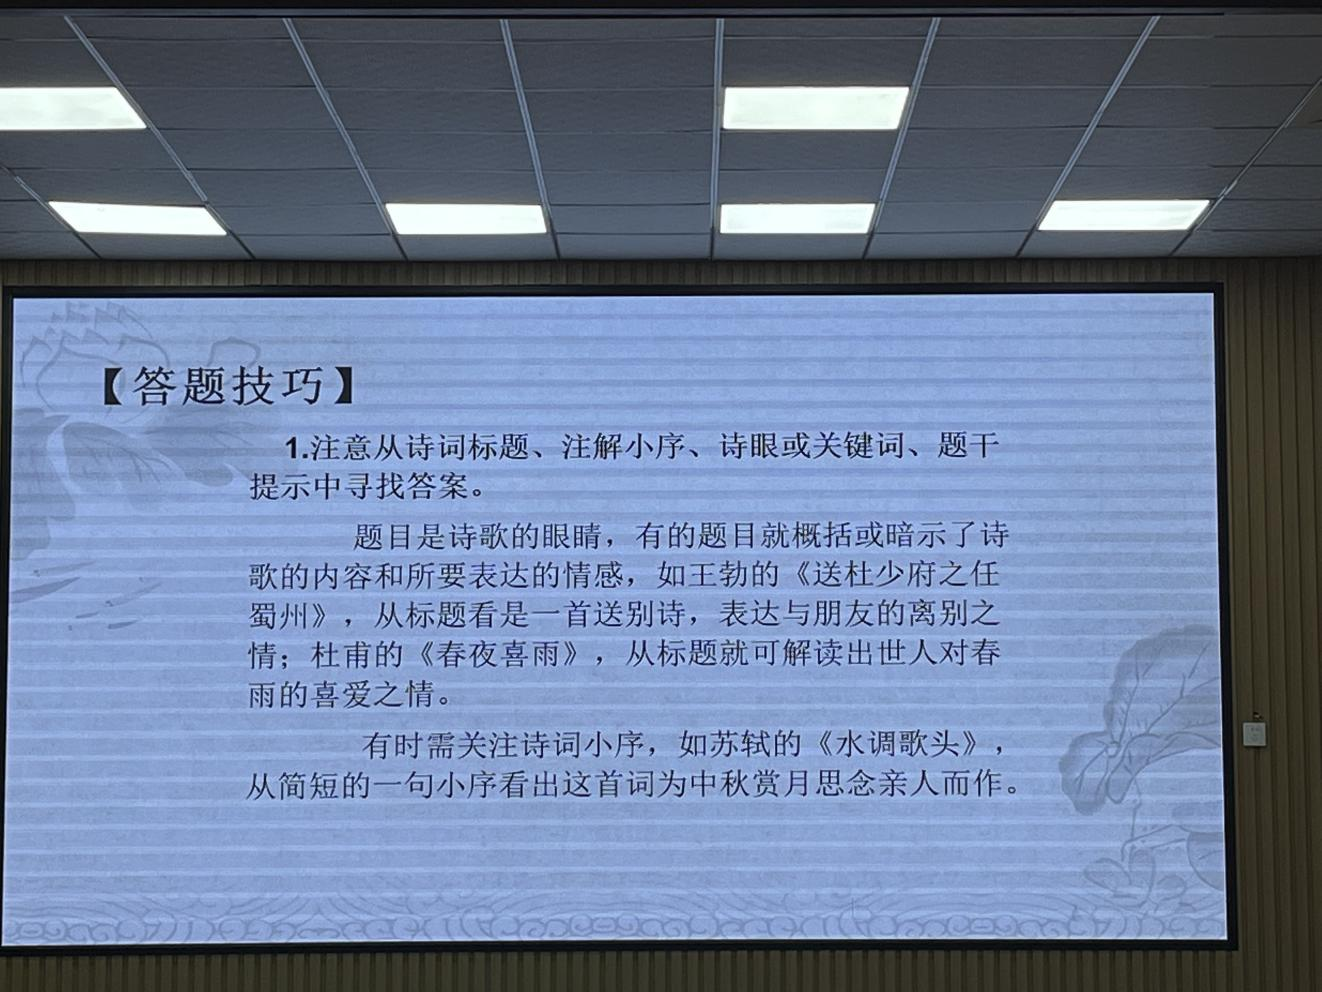 【答题技巧】
1.注意从诗词标题、注解小序、诗眼或关键词、题干
提示中寻找答案。
题目是诗歌的眼睛，有的题目就概括或暗示了诗
歌的内容和所要表达的情感，如王勃的《送杜少府之任
蜀州》，从标题看是一首送别诗，表达与朋友的离别之
情；杜甫的《春夜喜雨》，从标题就可解读出世人对春
雨的喜爱之情。
有时需关注诗词小序，如苏轼的《水调歌头》，
从简短的一句小序看出这首词为中秋赏月思念亲人而作。